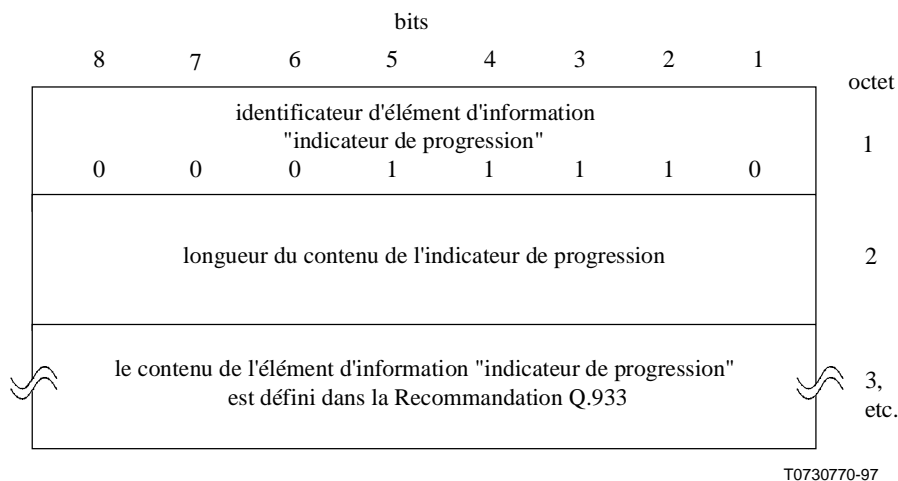 bits
8 7 6 5 4 3 2 1
octet
identificateur d'élément d'information
"indicateur de progression"
1
0 0 0 1 1 1 1 0
longueur du contenu de l'indicateur de progression
2
le contenu de l'élément d'information "indicateur de progression"
est défini dans la Recommandation Q.933
3,
etc.
T0730770-97